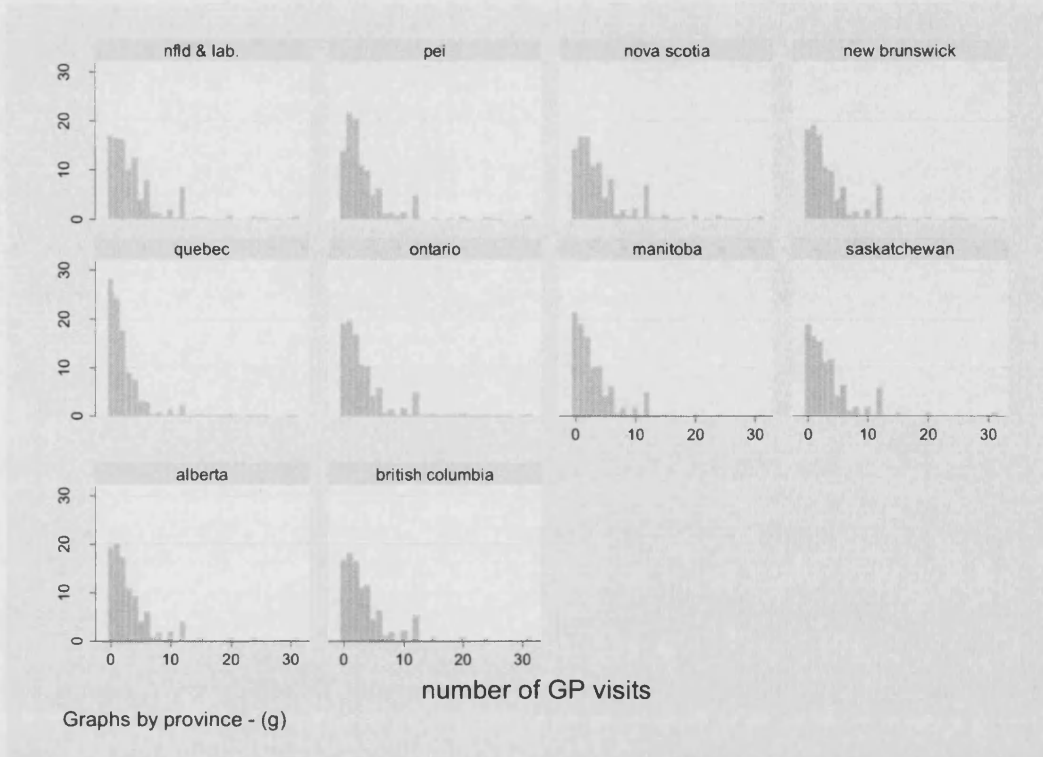 nfld & lab. pei nova scotia new brunswick
30
20
10
0
quebec ontario manitoba saskatchewan
30
20
10
0
0 10 20 30 0 10 20 30
alberta british columbia
30
20
10
0
0 10 20 30 0 10 20 30
number of GP visits
Graphs by province - (g)